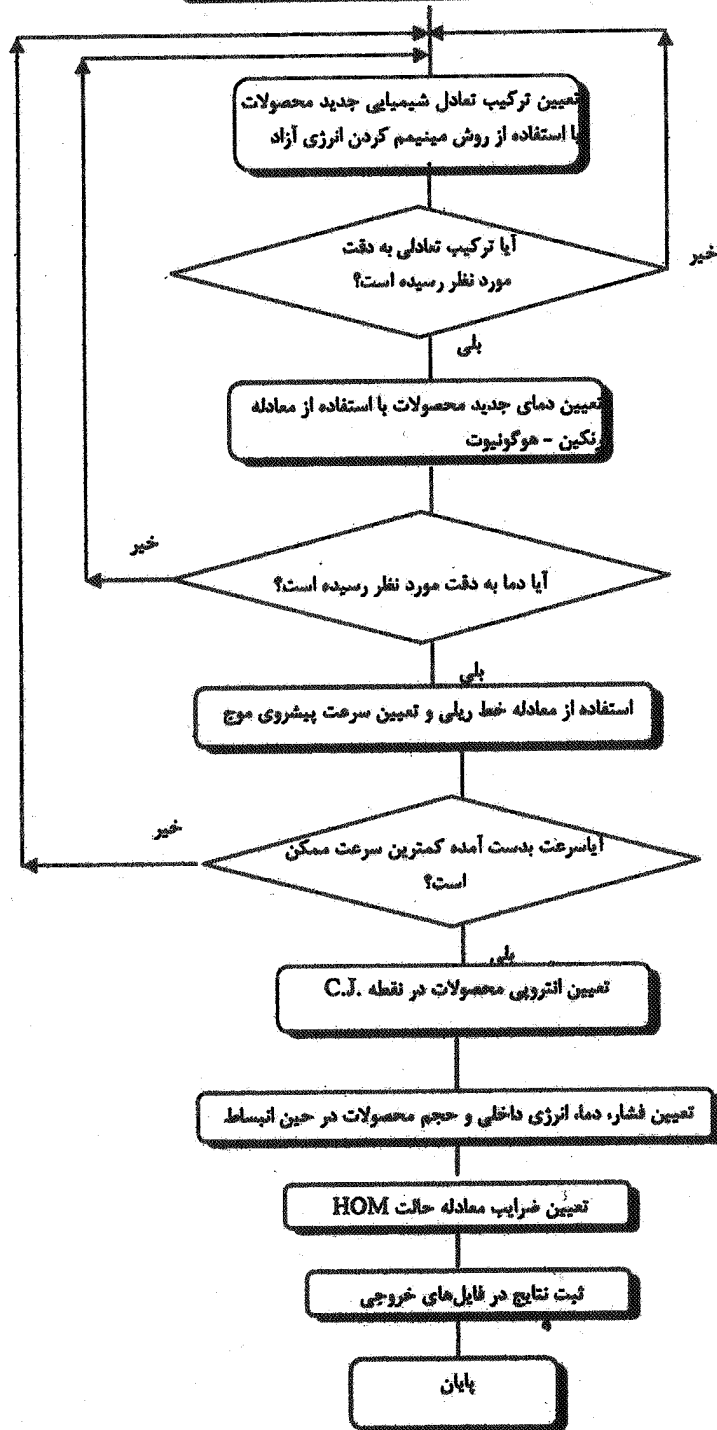 تعیین ترکیب تعادل شیمیایی جدید محصولات
با استفاده از روش مینیمم کردن انرژی آزاد
آیا ترکیب تعادلی به دقت
مورد نظر رسیده است؟
خیر
بلی
تعیین دمای جدید محصولات با استفاده از معادله
رنکین - هوگونیوت
خیر
آیا دما به دقت مورد نظر رسیده است؟
بلی
استفاده از معادله خط ریلی و تعیین سرعت پیشروی موج
خیر
آیاسرعت بدست آمده کمترین سرعت ممکن
است؟
بلی
تعیین انتروپی محصولات در نقطه C.J.
تعیین فشار، دما، انرژی داخلی و حجم محصولات در حین انبساط
تعیین ضرایب معادله حالت HOM
ثبت نتایج در فایل‌های خروجی
پایان